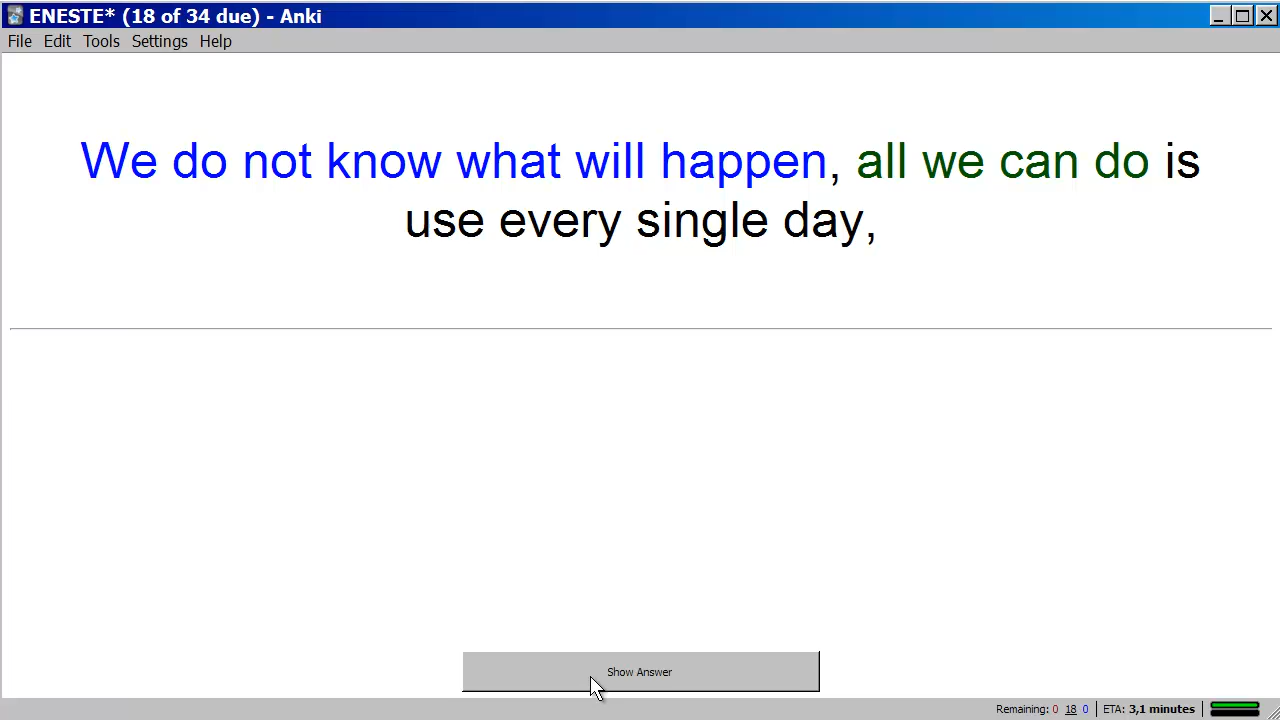 ENESTE* (18 of 34 due) - Anki
File Edit Tools Settings Help
We do not know what will happen, all we can do is
use every single day,
Show Answer
Remaining: 0 18 0 ETA: 3,1 minutes